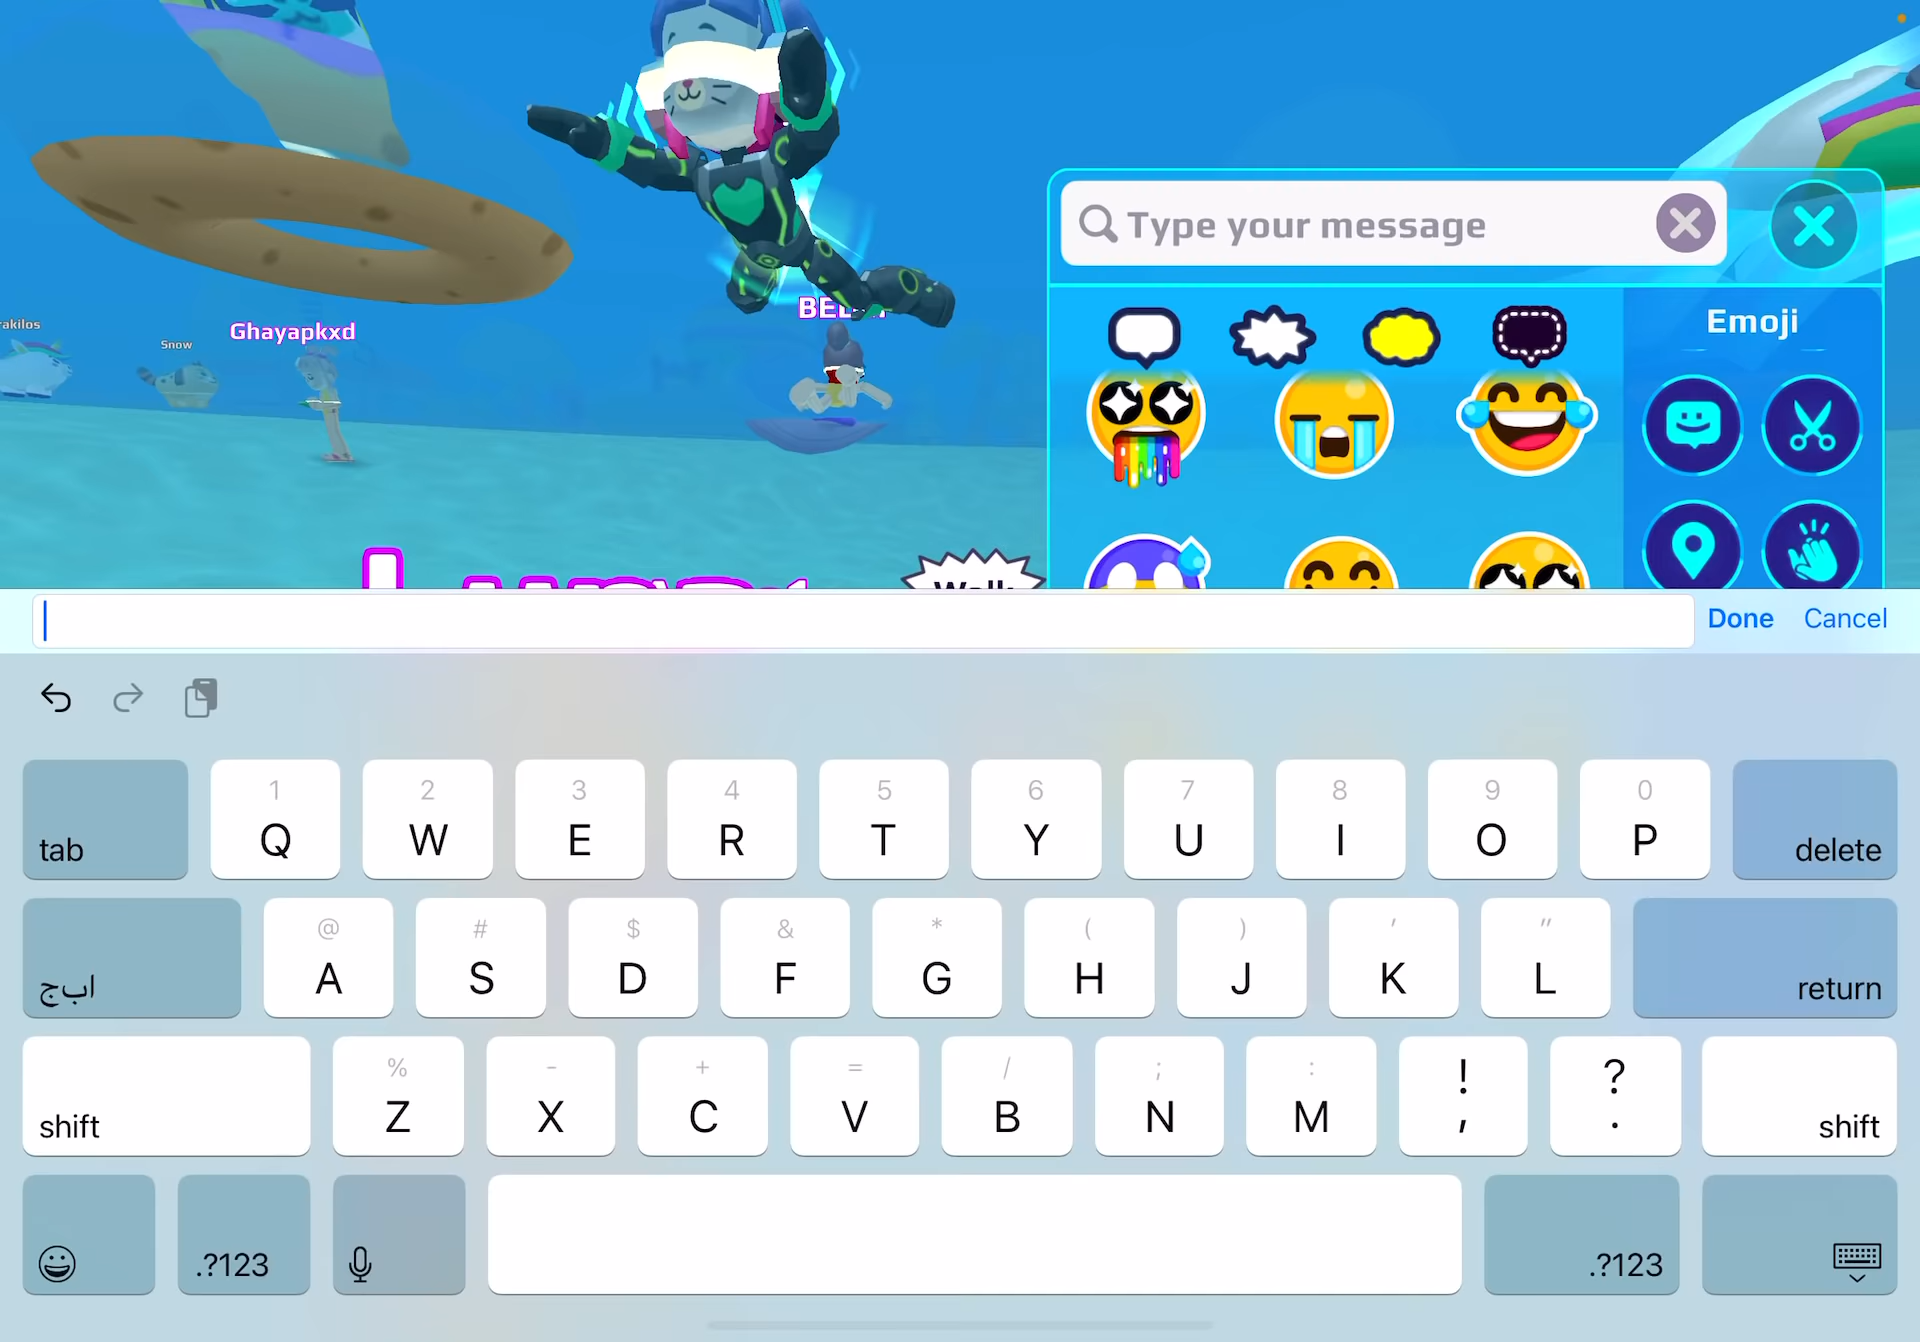 Type your message
Emoji
Ghayapkxd
Snow
Done Cancel
tab 1 Q 2 W 3 E 4 R 5 T 6 Y 7 U 8 I 9 O 0 P delete
ابج @ A # S $ D & F * G ( H ) J ' K " L return
shift % Z - X + C = V / B ; N : M ! , ? . shift
.?123 .?123